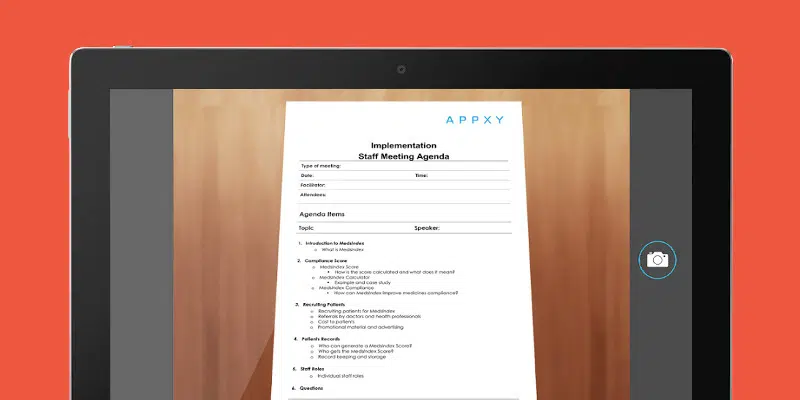 APPXY
Implementation
Staff Meeting Agenda
Type of meeting:
Date: Time:
Facilitator:
Attendees:
Agenda Items
Topic Speaker:
1. Introduction to MedsIndex
o What is MedsIndex
2. Compliance Score
o MedsIndex Score
▪ How is the score calculated and what does it mean?
o MedsIndex Calculator
▪ Example and case study
o MedsIndex Compliance
▪ How can MedsIndex improve medicines compliance?
3. Recruiting Patients
o Recruiting patients for MedsIndex
o Referrals by doctors and health professionals
o Cost to patients
o Promotional material and advertising
4. Patients Records
o Who can generate a MedsIndex Score?
o Who gets the MedsIndex Score?
o Record keeping and storage
5. Staff Roles
o Individual staff roles
6. Questions